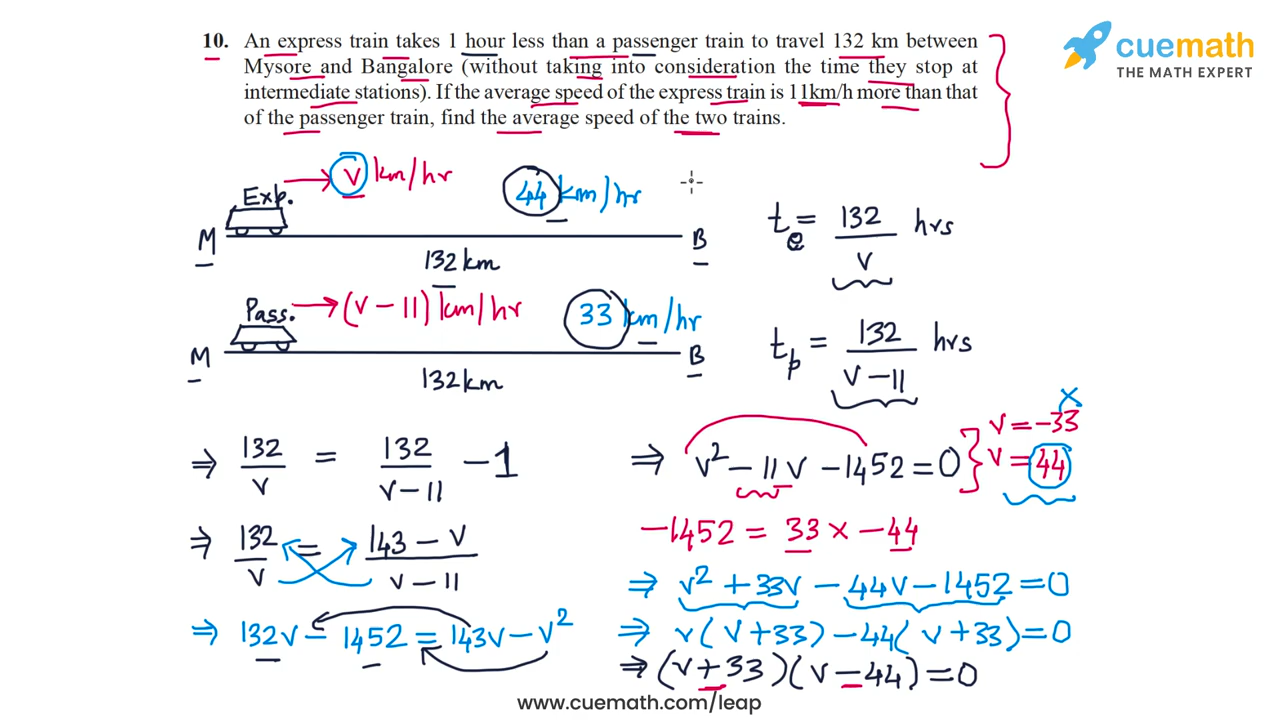 10. An express train takes 1 hour less than a passenger train to travel 132 km between
Mysore and Bangalore (without taking into consideration the time they stop at
intermediate stations). If the average speed of the express train is 11km/h more than that
of the passenger train, find the average speed of the two trains.
cuemath
THE MATH EXPERT
Exp. → v km/hr 44 km/hr
M B
132 km
Pass. → (v − 11) km/hr 33 km/hr
M B
132 km
tₑ = 132/v hrs
tₚ = 132/(v − 11) hrs
⇒ 132/v = 132/(v − 11) − 1
⇒ 132/v = (143 − v)/(v − 11)
⇒ 132v − 1452 = 143v − v²
⇒ v² − 11v − 1452 = 0
v = −33 ×
v = 44
−1452 = 33 × −44
⇒ v² + 33v − 44v − 1452 = 0
⇒ v(v + 33) − 44(v + 33) = 0
⇒ (v + 33)(v − 44) = 0
www.cuemath.com/leap